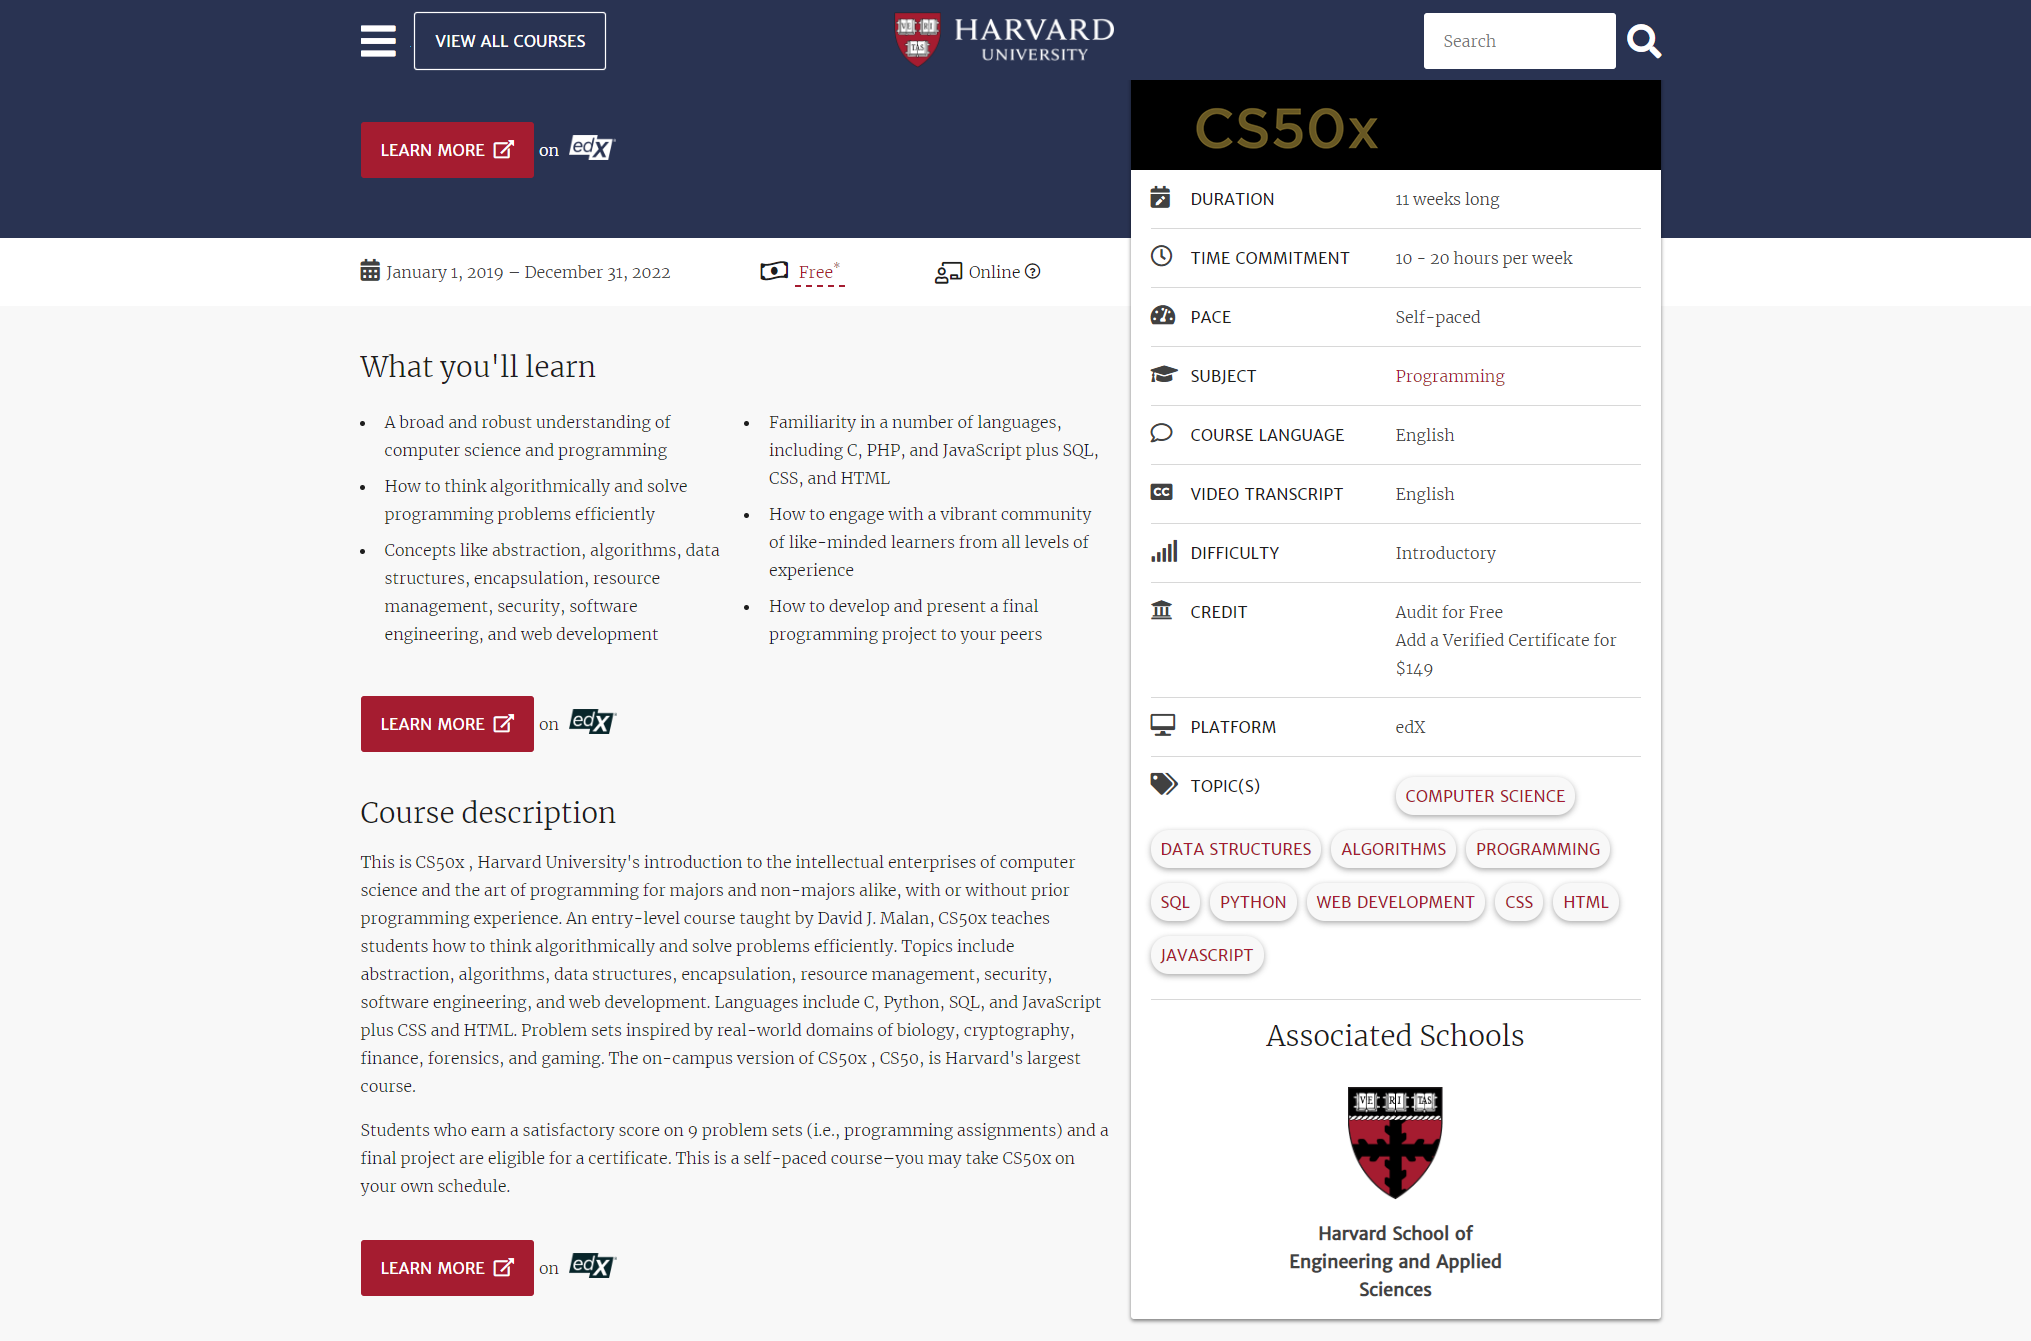 VIEW ALL COURSES
VE RI TAS
HARVARD
UNIVERSITY
Search
LEARN MORE on edX
CS50x
DURATION 11 weeks long
TIME COMMITMENT 10 - 20 hours per week
PACE Self-paced
SUBJECT Programming
COURSE LANGUAGE English
CC VIDEO TRANSCRIPT English
DIFFICULTY Introductory
CREDIT Audit for Free
Add a Verified Certificate for
$149
PLATFORM edX
TOPIC(S) COMPUTER SCIENCE
DATA STRUCTURES ALGORITHMS PROGRAMMING
SQL PYTHON WEB DEVELOPMENT CSS HTML
JAVASCRIPT
Associated Schools
VE RI TAS
Harvard School of
Engineering and Applied
Sciences
January 1, 2019 – December 31, 2022 Free* Online ?
What you'll learn
• A broad and robust understanding of
computer science and programming
• How to think algorithmically and solve
programming problems efficiently
• Concepts like abstraction, algorithms, data
structures, encapsulation, resource
management, security, software
engineering, and web development
• Familiarity in a number of languages,
including C, PHP, and JavaScript plus SQL,
CSS, and HTML
• How to engage with a vibrant community
of like-minded learners from all levels of
experience
• How to develop and present a final
programming project to your peers
LEARN MORE on edX
Course description
This is CS50x , Harvard University's introduction to the intellectual enterprises of computer
science and the art of programming for majors and non-majors alike, with or without prior
programming experience. An entry-level course taught by David J. Malan, CS50x teaches
students how to think algorithmically and solve problems efficiently. Topics include
abstraction, algorithms, data structures, encapsulation, resource management, security,
software engineering, and web development. Languages include C, Python, SQL, and JavaScript
plus CSS and HTML. Problem sets inspired by real-world domains of biology, cryptography,
finance, forensics, and gaming. The on-campus version of CS50x , CS50, is Harvard's largest
course.
Students who earn a satisfactory score on 9 problem sets (i.e., programming assignments) and a
final project are eligible for a certificate. This is a self-paced course–you may take CS50x on
your own schedule.
LEARN MORE on edX